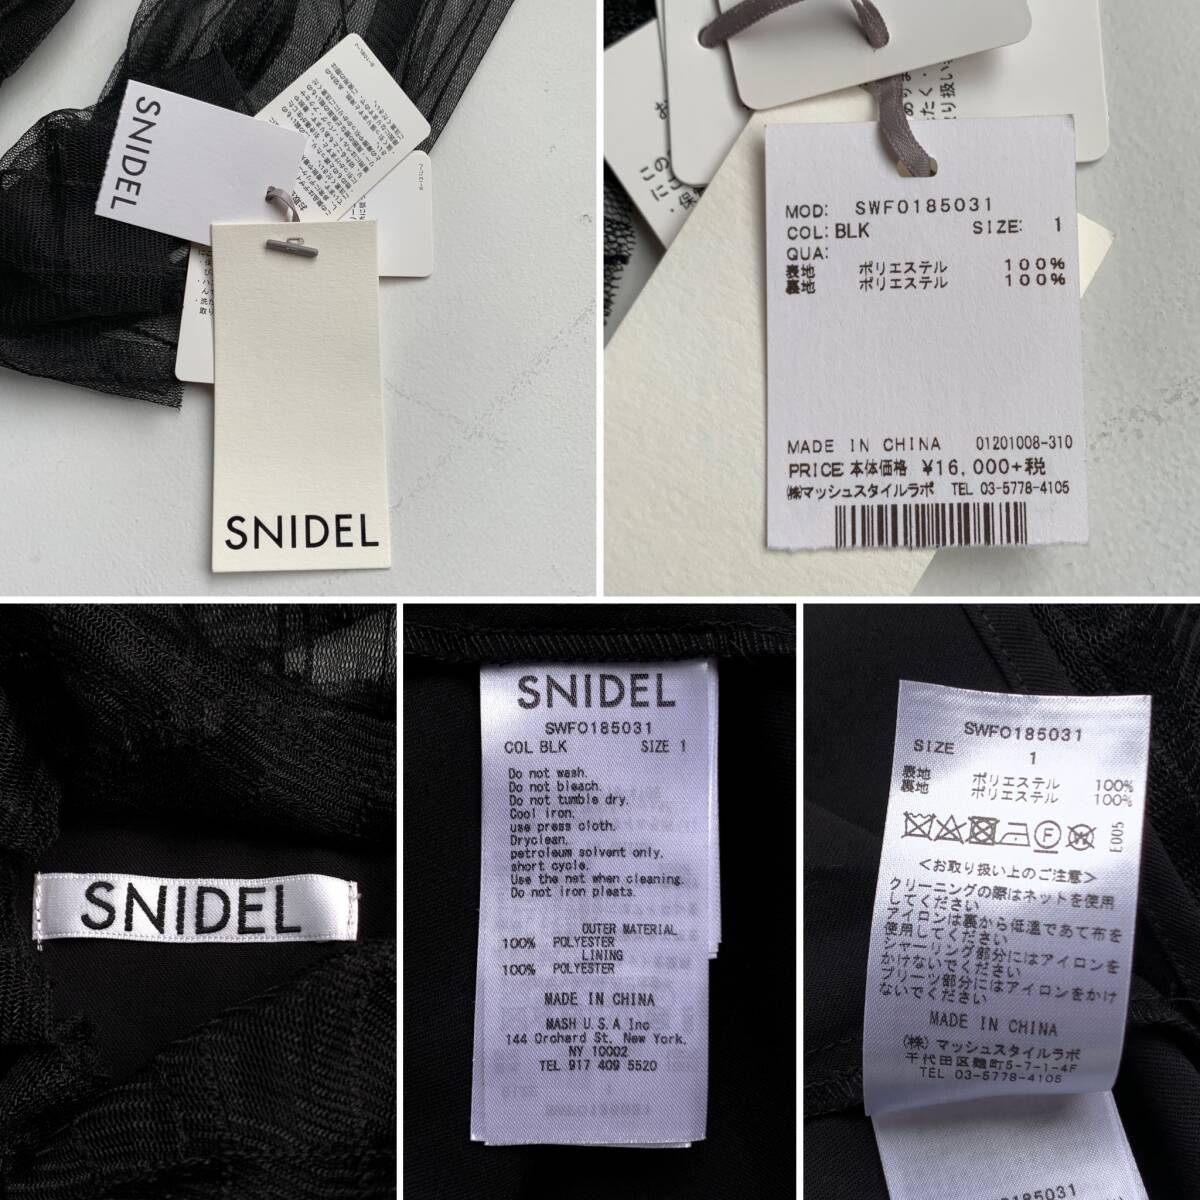 SNIDEL
SNIDEL
MOD: SWFO185031
COL: BLK SIZE: 1
QUA:
表地 ポリエステル 100%
裏地 ポリエステル 100%
MADE IN CHINA 01201008-310
PRICE 本体価格 ¥16,000+税
㈱マッシュスタイルラボ TEL 03-5778-4105
SNIDEL
SNIDEL
SWFO185031
COL BLK SIZE 1
Do not wash.
Do not bleach.
Do not tumble dry.
Cool iron.
use press cloth.
Dryclean,
petroleum solvent only,
short cycle.
Use the net when cleaning.
Do not iron pleats.
OUTER MATERIAL
100% POLYESTER
LINING
100% POLYESTER
MADE IN CHINA
MASH U.S.A Inc
144 Orchard St, New York,
NY 10002
TEL 917 409 5520
SWFO185031
SIZE 1
表地 ポリエステル 100%
裏地 ポリエステル 100%
F W E005
<お取り扱い上のご注意>
クリーニングの際はネットを使用
してください
アイロンは裏から低温であて布を
使用してください
シャーリング部分にはアイロンを
かけないでください
プリーツ部分にはアイロンをかけ
ないでください
MADE IN CHINA
(株) マッシュスタイルラボ
千代田区麹町5-7-1-4F
TEL 03-5778-4105